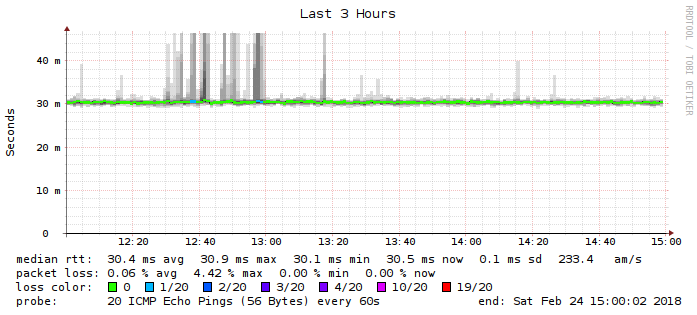 Last 3 Hours
RRDTOOL / TOBI OETIKER
Seconds
40 m
30 m
20 m
10 m
0
12:20 12:40 13:00 13:20 13:40 14:00 14:20 14:40 15:00
median rtt: 30.4 ms avg 30.9 ms max 30.1 ms min 30.5 ms now 0.1 ms sd 233.4 am/s
packet loss: 0.06 % avg 4.42 % max 0.00 % min 0.00 % now
loss color: 0 1/20 2/20 3/20 4/20 10/20 19/20
probe: 20 ICMP Echo Pings (56 Bytes) every 60s end: Sat Feb 24 15:00:02 2018